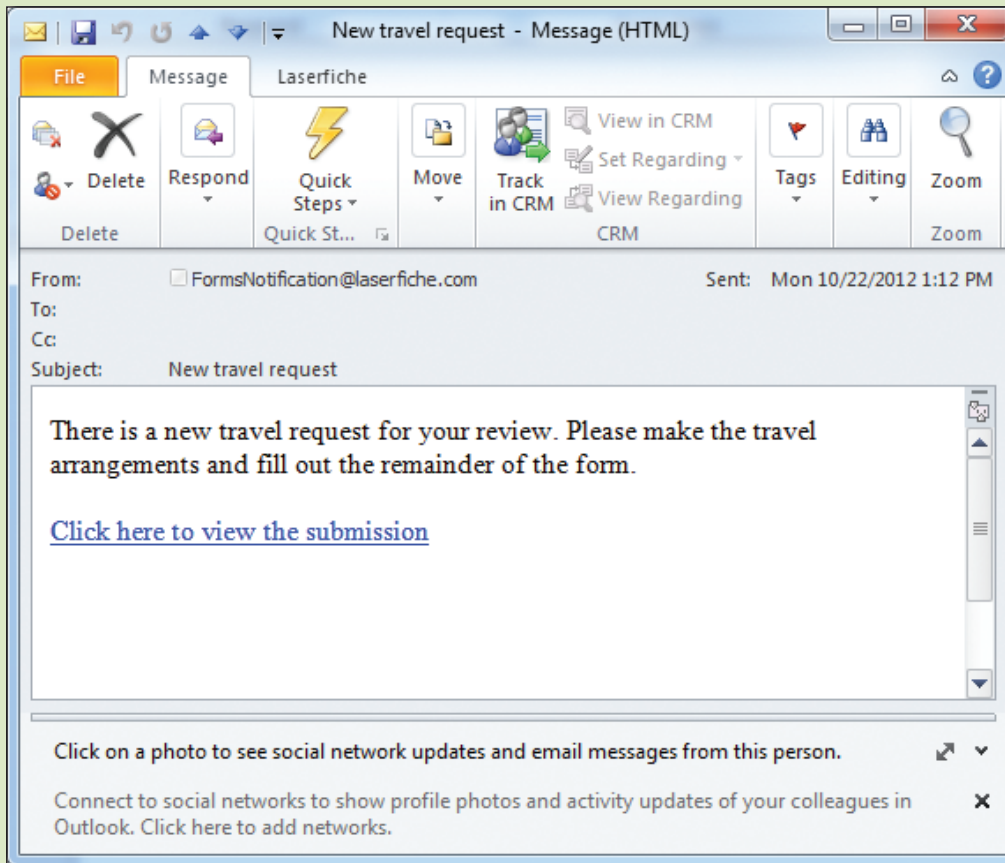 New travel request - Message (HTML)
File Message Laserfiche
Delete
Respond
Quick
Steps
Move
Track
in CRM
View in CRM
Set Regarding
View Regarding
Tags
Editing
Zoom
Delete
Quick St...
CRM
Zoom
From: FormsNotification@laserfiche.com Sent: Mon 10/22/2012 1:12 PM
To:
Cc:
Subject: New travel request
There is a new travel request for your review. Please make the travel
arrangements and fill out the remainder of the form.
Click here to view the submission
Click on a photo to see social network updates and email messages from this person.
Connect to social networks to show profile photos and activity updates of your colleagues in
Outlook. Click here to add networks.